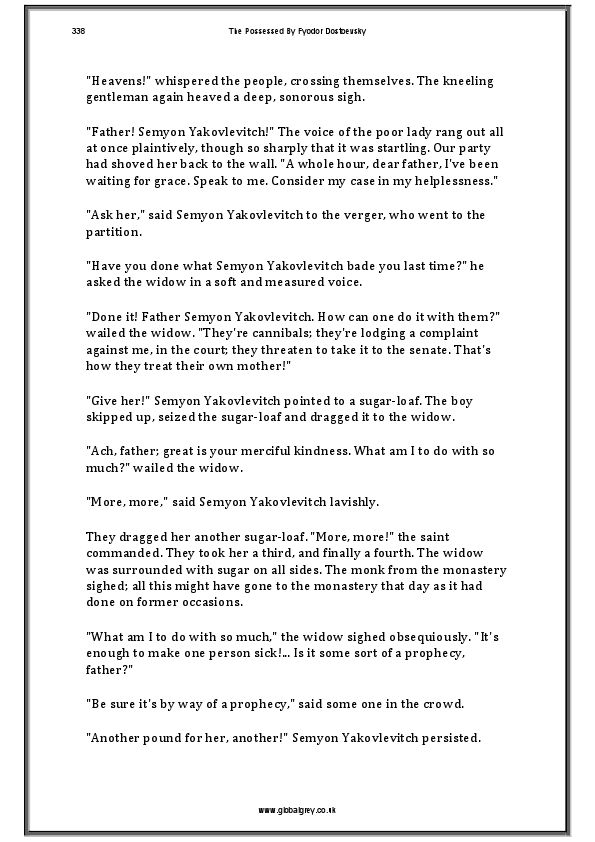 338
The Possessed By Fyodor Dostoevsky
"Heavens!" whispered the people, crossing themselves. The kneeling
gentleman again heaved a deep, sonorous sigh.
"Father! Semyon Yakovlevitch!" The voice of the poor lady rang out all
at once plaintively, though so sharply that it was startling. Our party
had shoved her back to the wall. "A whole hour, dear father, I've been
waiting for grace. Speak to me. Consider my case in my helplessness."
"Ask her," said Semyon Yakovlevitch to the verger, who went to the
partition.
"Have you done what Semyon Yakovlevitch bade you last time?" he
asked the widow in a soft and measured voice.
"Done it! Father Semyon Yakovlevitch. How can one do it with them?"
wailed the widow. "They're cannibals; they're lodging a complaint
against me, in the court; they threaten to take it to the senate. That's
how they treat their own mother!"
"Give her!" Semyon Yakovlevitch pointed to a sugar-loaf. The boy
skipped up, seized the sugar-loaf and dragged it to the widow.
"Ach, father; great is your merciful kindness. What am I to do with so
much?" wailed the widow.
"More, more," said Semyon Yakovlevitch lavishly.
They dragged her another sugar-loaf. "More, more!" the saint
commanded. They took her a third, and finally a fourth. The widow
was surrounded with sugar on all sides. The monk from the monastery
sighed; all this might have gone to the monastery that day as it had
done on former occasions.
"What am I to do with so much," the widow sighed obsequiously. "It's
enough to make one person sick!... Is it some sort of a prophecy,
father?"
"Be sure it's by way of a prophecy," said some one in the crowd.
"Another pound for her, another!" Semyon Yakovlevitch persisted.
www.globalgrey.co.uk